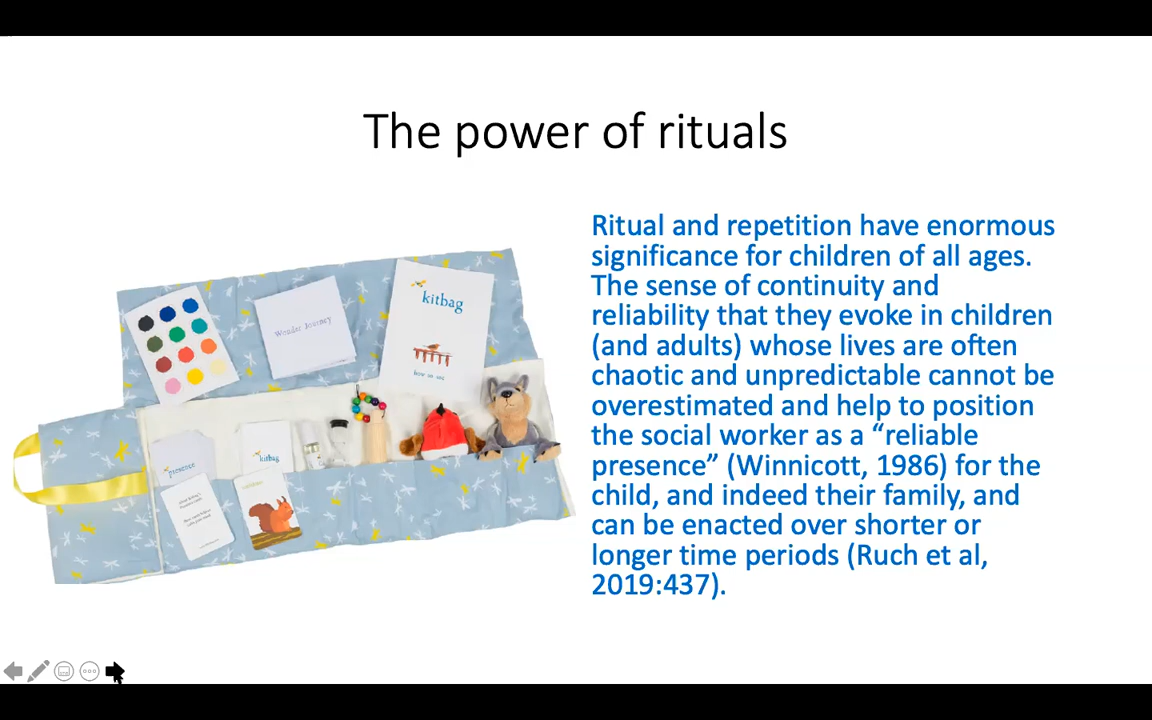 The power of rituals
Ritual and repetition have enormous
significance for children of all ages.
The sense of continuity and
reliability that they evoke in children
(and adults) whose lives are often
chaotic and unpredictable cannot be
overestimated and help to position
the social worker as a “reliable
presence” (Winnicott, 1986) for the
child, and indeed their family, and
can be enacted over shorter or
longer time periods (Ruch et al,
2019:437).
Wonder Journey
kitbag
presence
kitbag